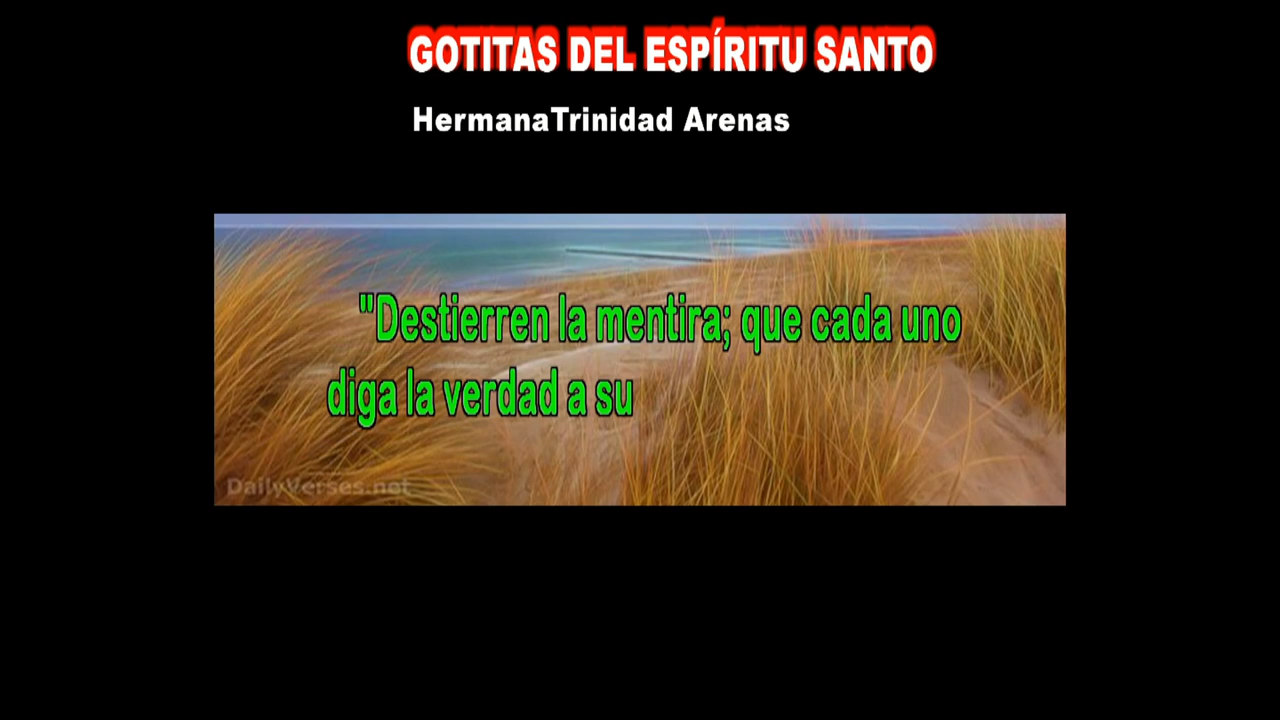 GOTITAS DEL ESPÍRITU SANTO
HermanaTrinidad Arenas
"Destierren la mentira; que cada uno
diga la verdad a su
DailyVerses.net